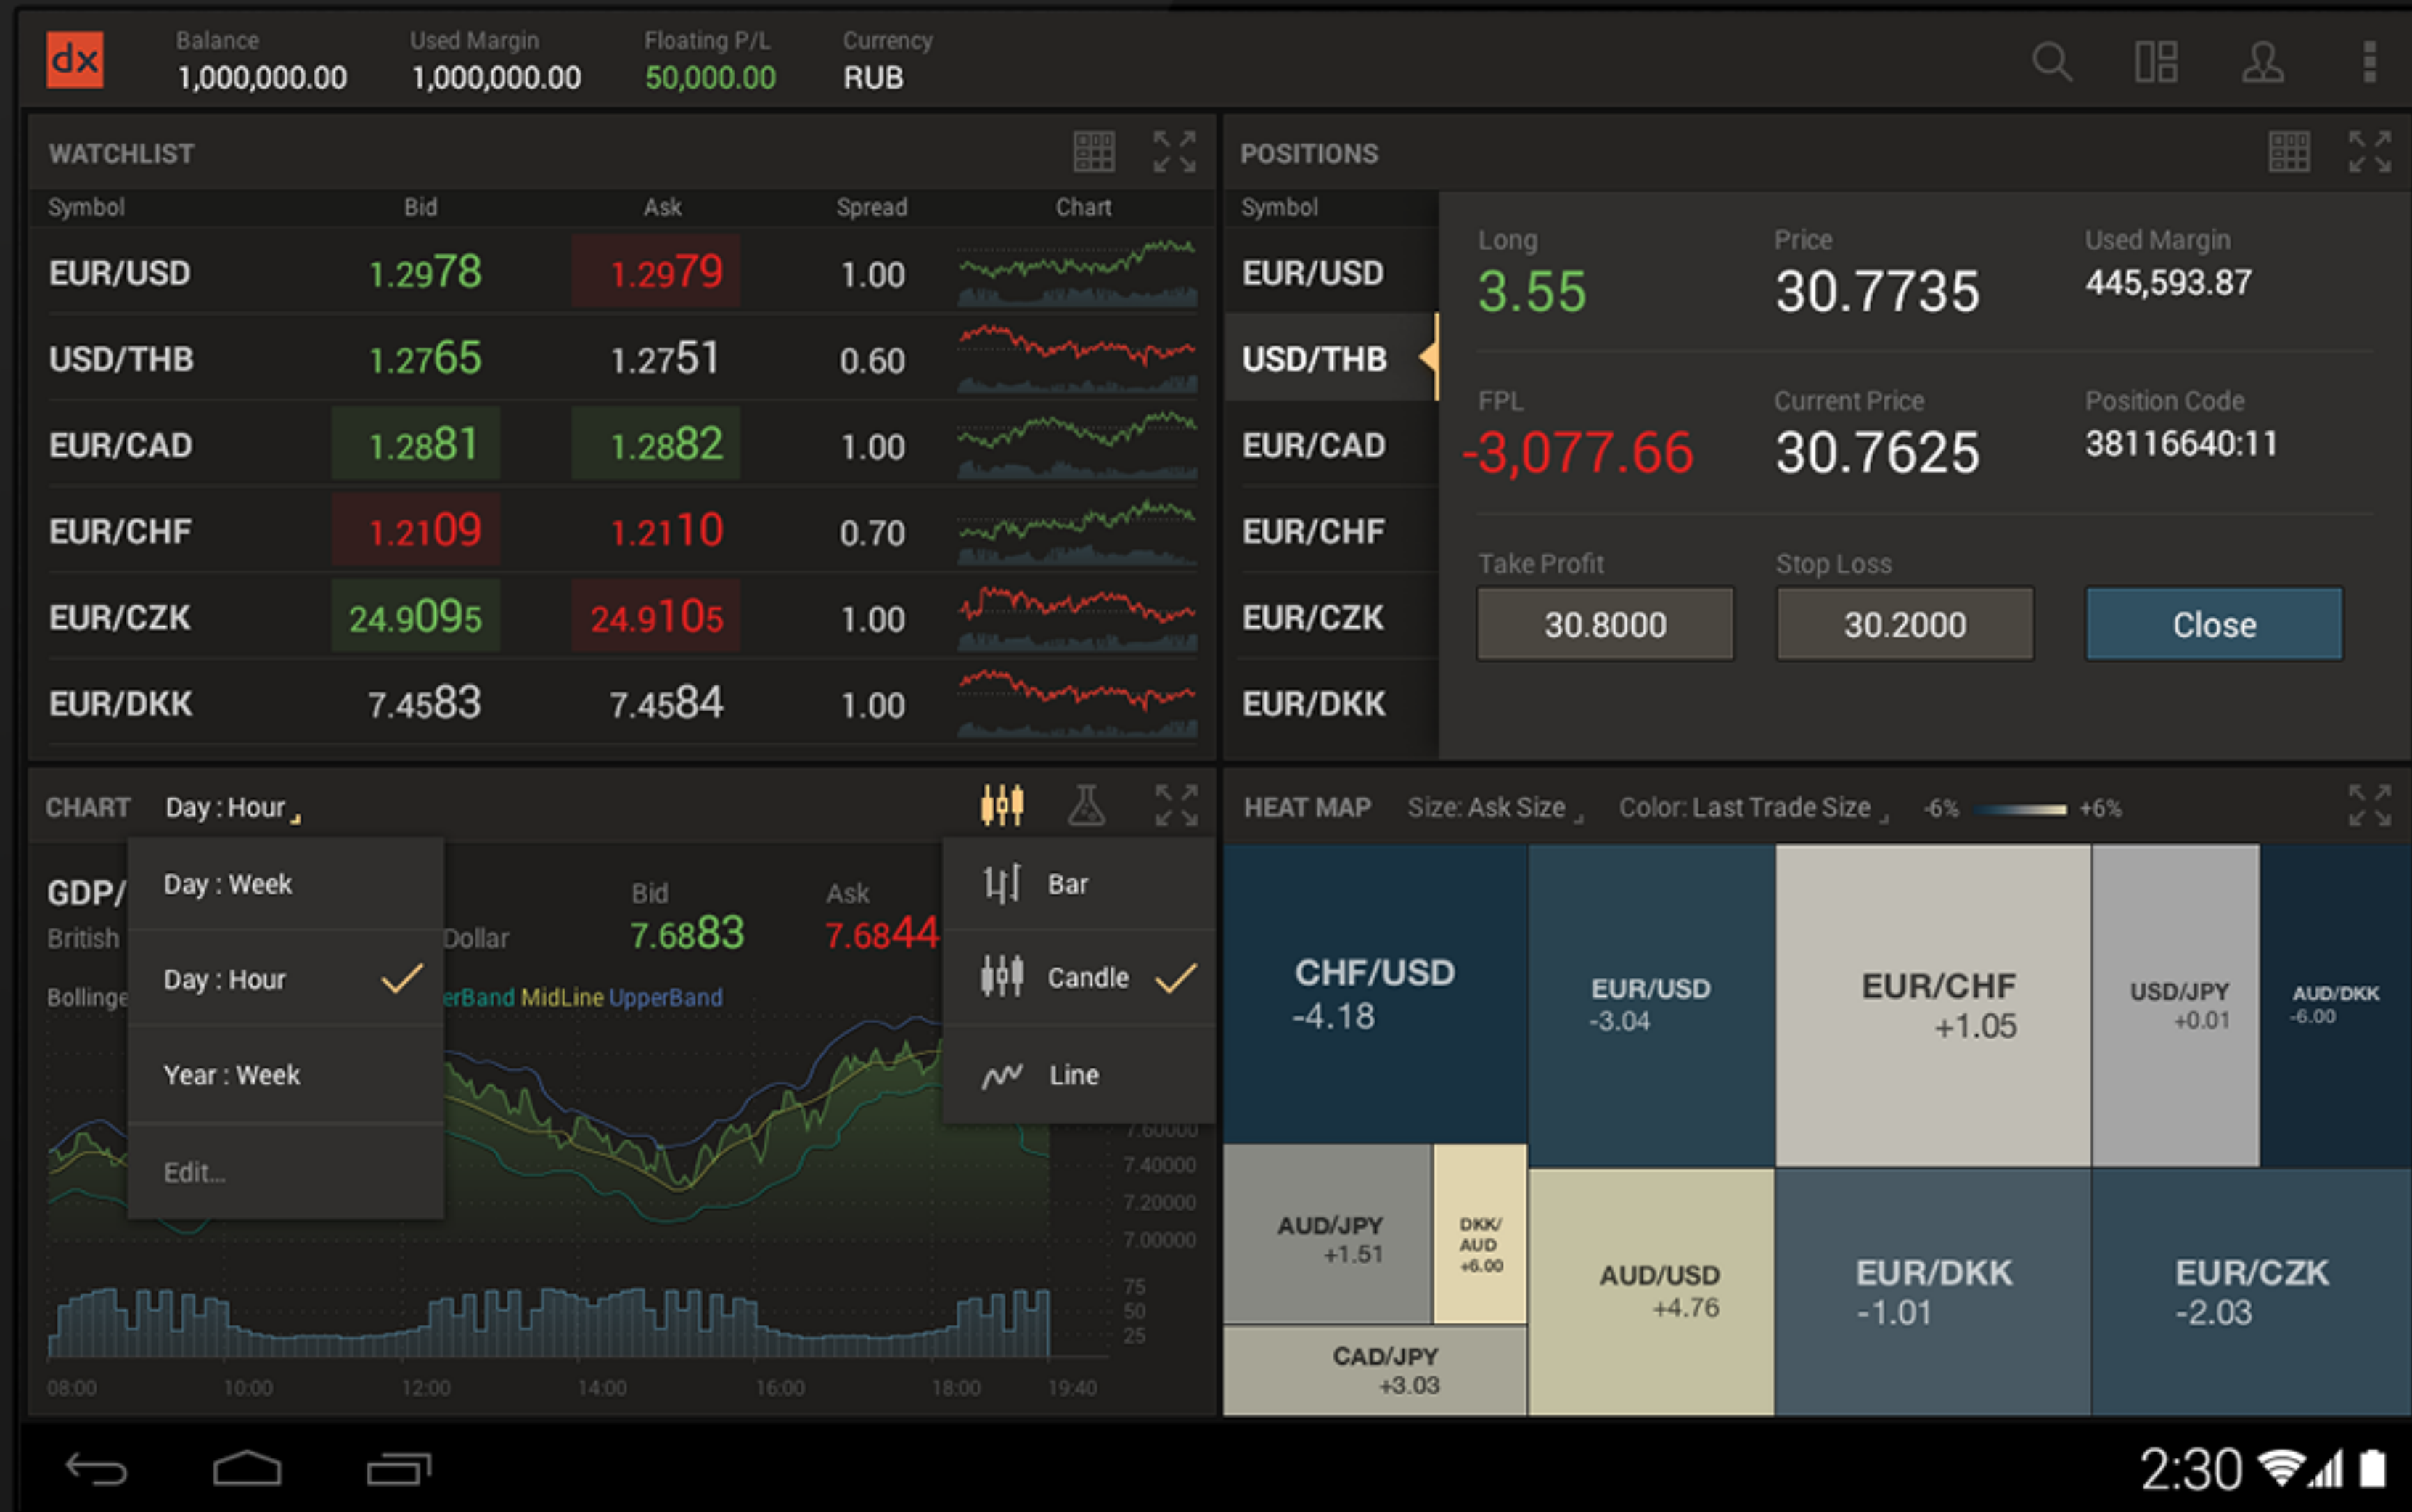 dx
Balance Used Margin Floating P/L Currency
1,000,000.00 1,000,000.00 50,000.00 RUB
WATCHLIST
Symbol Bid Ask Spread Chart
EUR/USD 1.2978 1.2979 1.00
USD/THB 1.2765 1.2751 0.60
EUR/CAD 1.2881 1.2882 1.00
EUR/CHF 1.2109 1.2110 0.70
EUR/CZK 24.9095 24.9105 1.00
EUR/DKK 7.4583 7.4584 1.00
POSITIONS
Symbol
EUR/USD
USD/THB
EUR/CAD
EUR/CHF
EUR/CZK
EUR/DKK
Long Price Used Margin
3.55 30.7735 445,593.87
FPL Current Price Position Code
-3,077.66 30.7625 38116640:11
Take Profit Stop Loss
30.8000 30.2000 Close
CHART Day : Hour
Day : Week
Day : Hour
Year : Week
Edit...
GDP/
British Dollar
Bid Ask
7.6883 7.6844
Bollinge erBand MidLine UpperBand
Bar
Candle
Line
7.60000
7.40000
7.20000
7.00000
75
50
25
08:00 10:00 12:00 14:00 16:00 18:00 19:40
HEAT MAP Size: Ask Size Color: Last Trade Size -6% +6%
CHF/USD
-4.18
EUR/USD
-3.04
EUR/CHF
+1.05
USD/JPY
+0.01
AUD/DKK
-6.00
AUD/JPY
+1.51
DKK/
AUD
+6.00
CAD/JPY
+3.03
AUD/USD
+4.76
EUR/DKK
-1.01
EUR/CZK
-2.03
2:30